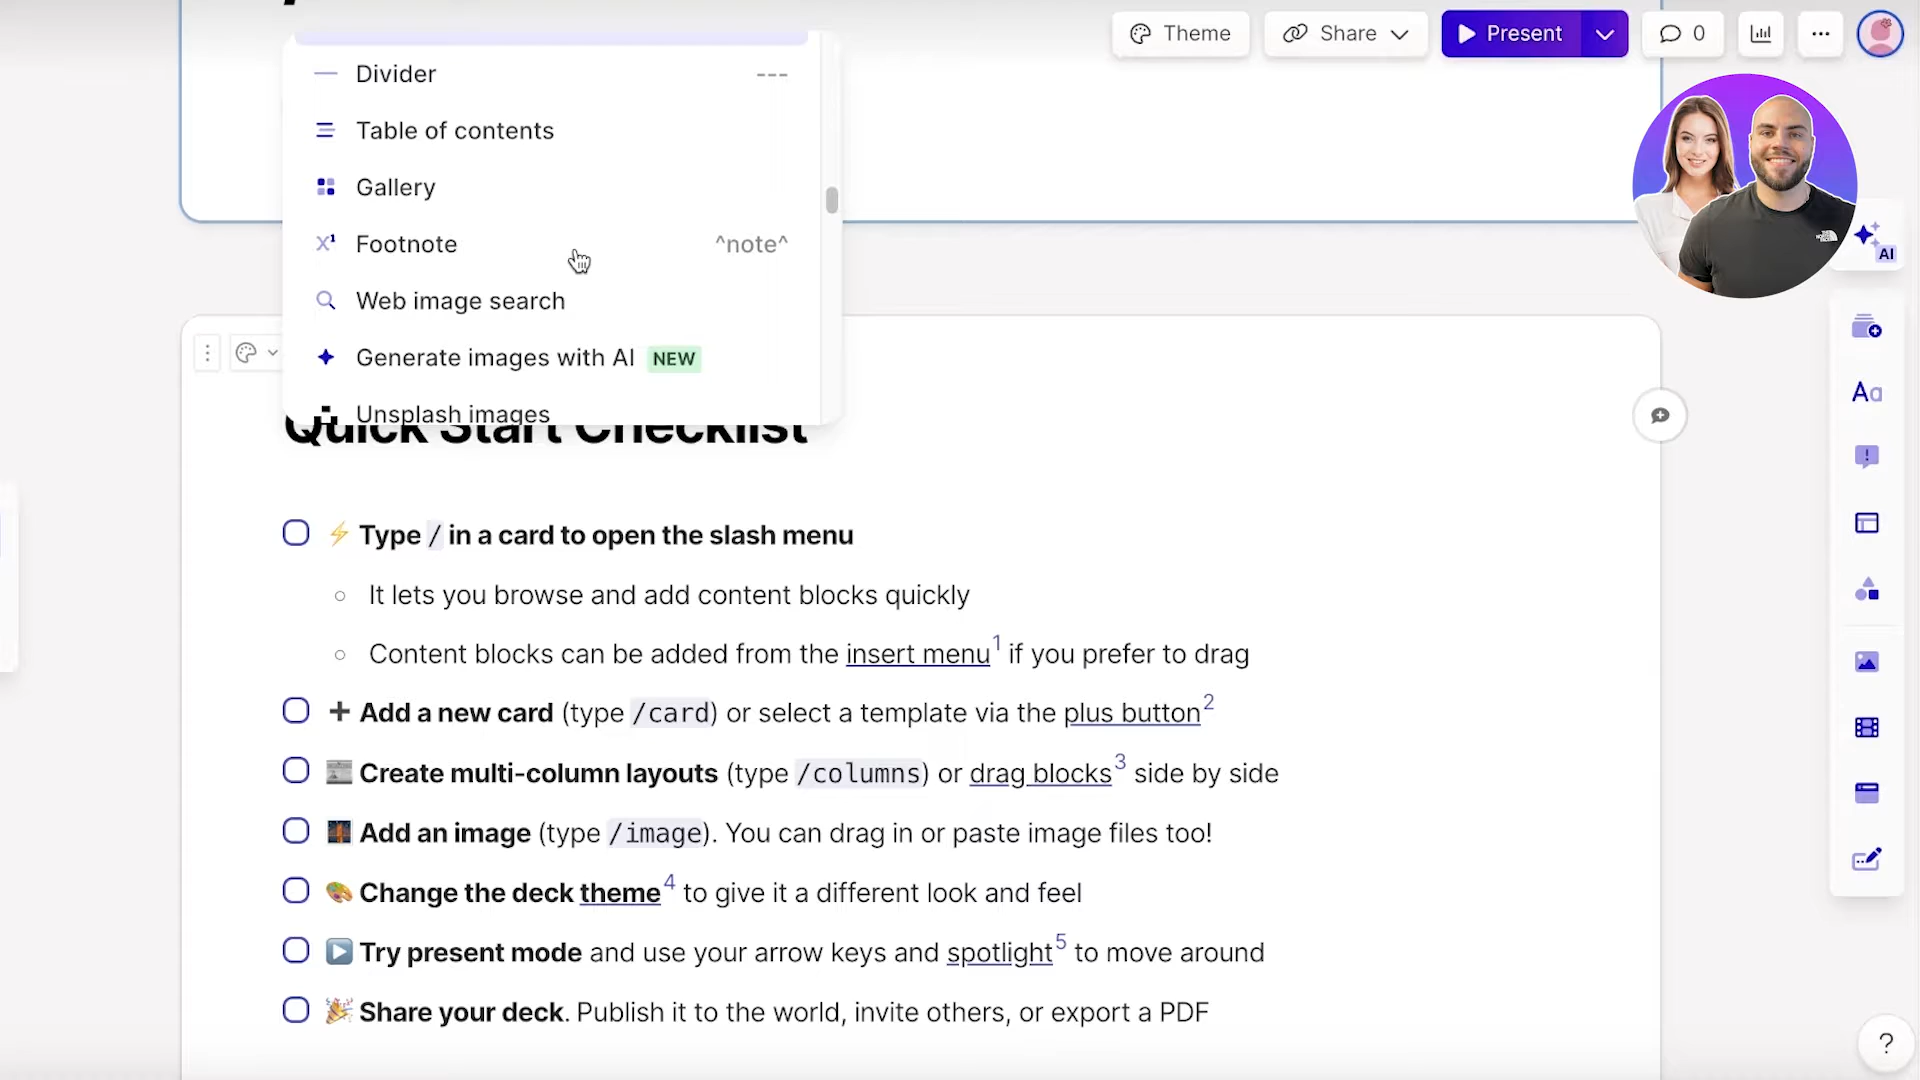 Theme
Share
Present
0
Divider ---
Table of contents
Gallery
Footnote ^note^
Web image search
Generate images with AI NEW
Unsplash images
AI
Aa
Quick Start Checklist
Type / in a card to open the slash menu
It lets you browse and add content blocks quickly
Content blocks can be added from the insert menu1 if you prefer to drag
Add a new card (type /card) or select a template via the plus button2
Create multi-column layouts (type /columns) or drag blocks3 side by side
Add an image (type /image). You can drag in or paste image files too!
Change the deck theme4 to give it a different look and feel
Try present mode and use your arrow keys and spotlight5 to move around
Share your deck. Publish it to the world, invite others, or export a PDF
?